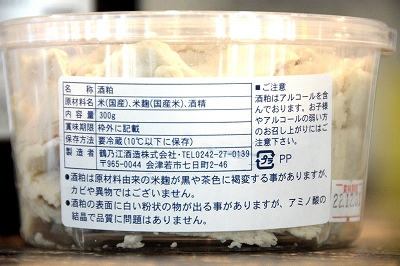 名称 酒粕
原材料名 米(国産)、米麹(国産米)、酒精
内容量 300g
賞味期限 枠外に記載
保存方法 要冷蔵(10℃以下に保存)
製造者 鶴乃江酒造株式会社・TEL0242-27-0139
〒965-0044 会津若市七日町2-46
■ご注意
酒粕はアルコールを含
んでおります。お子様
やアルコールの弱い方
のお召し上がりには
ご注意下さい。
PP
●酒粕は原材料由来の米麹が黒や茶色に褐変する事がありますが、
カビや異物ではございません。
●酒粕の表面に白い粉状の物が出る事がありますが、アミノ酸の
結晶で品質に問題はありません。